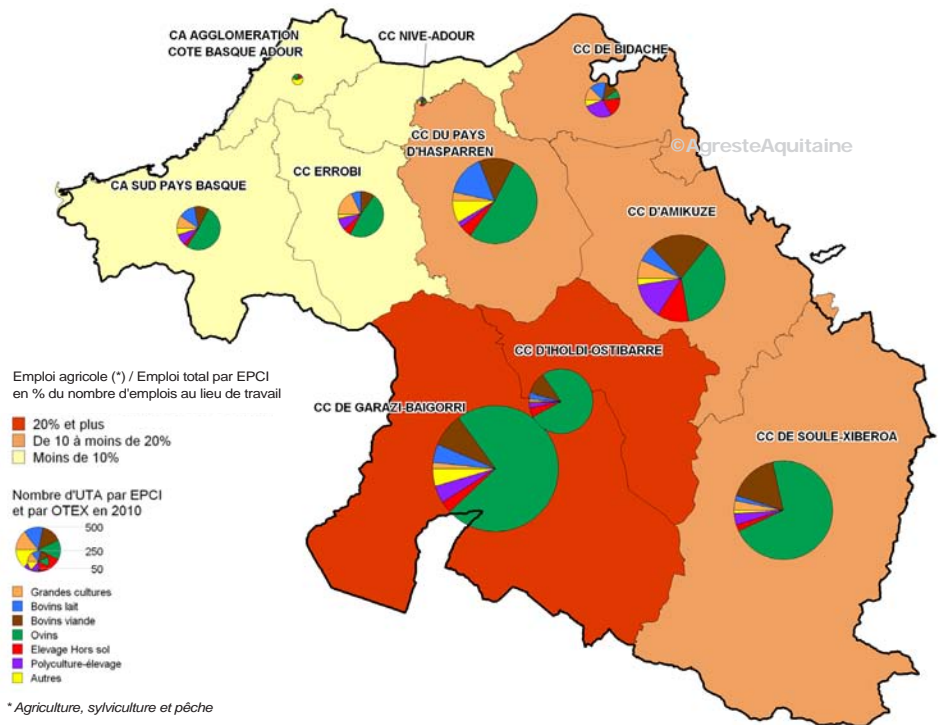 CA AGGLOMERATION
COTE BASQUE ADOUR
CC NIVE-ADOUR
CC DE BIDACHE
©AgresteAquitaine
CC DU PAYS
D'HASPARREN
CA SUD PAYS BASQUE
CC ERROBI
CC D'AMIKUZE
CC D'IHOLDI-OSTIBARRE
CC DE GARAZI-BAIGORRI
CC DE SOULE-XIBEROA
Emploi agricole (*) / Emploi total par EPCI
en % du nombre d'emplois au lieu de travail
20% et plus
De 10 à moins de 20%
Moins de 10%
Nombre d'UTA par EPCI
et par OTEX en 2010
500
250
50
Grandes cultures
Bovins lait
Bovins viande
Ovins
Elevage Hors sol
Polyculture-élevage
Autres
* Agriculture, sylviculture et pêche